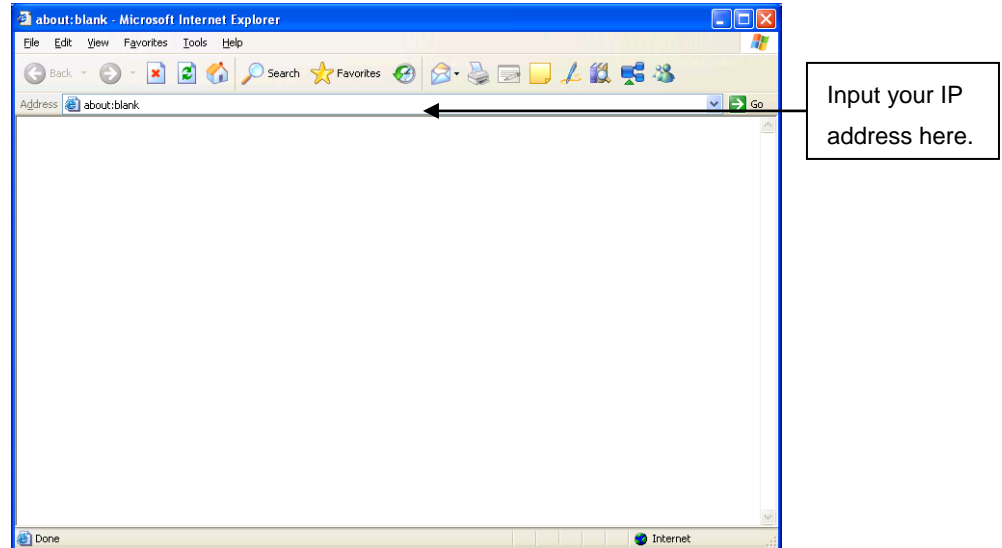 about:blank - Microsoft Internet Explorer
File Edit View Favorites Tools Help
Back Search Favorites
Address about:blank Go
Input your IP
address here.
Done Internet